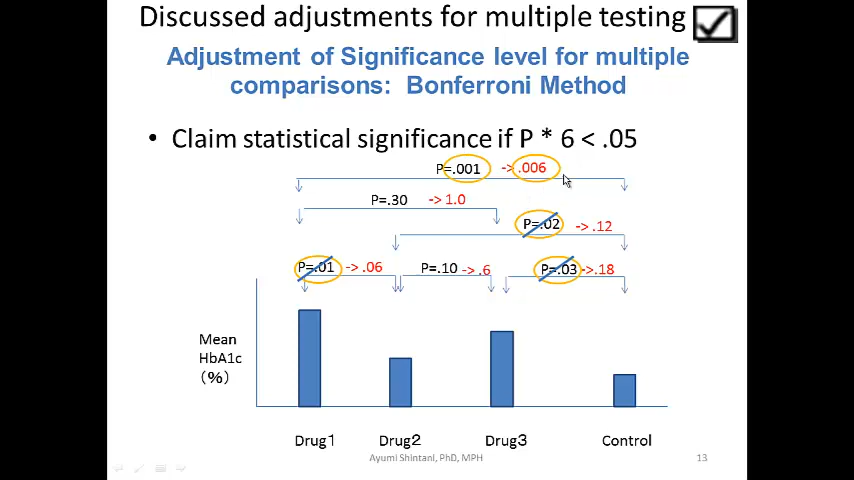 Discussed adjustments for multiple testing
Adjustment of Significance level for multiple
comparisons: Bonferroni Method
• Claim statistical significance if P * 6 < .05
P=.001 -> .006
P=.30 -> 1.0
P=.02 -> .12
P=.01 -> .06 P=.10 -> .6 P=.03 ->.18
Mean
HbA1c
(%)
Drug1 Drug2 Drug3 Control
Ayumi Shintani, PhD, MPH 13